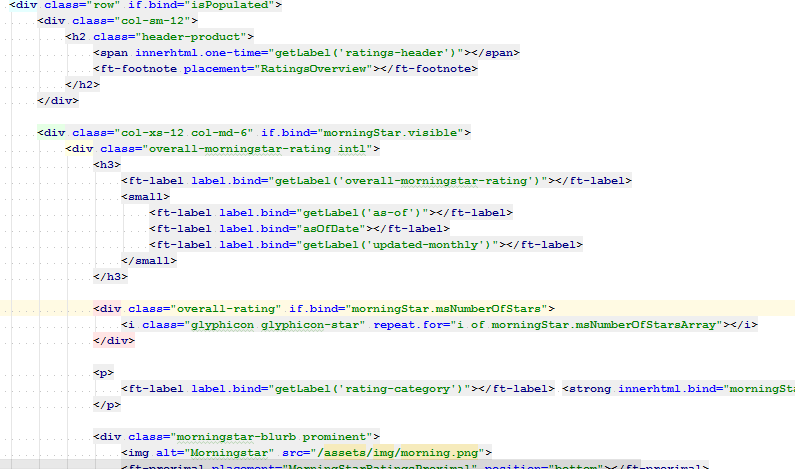 <div class="row" if.bind="isPopulated">
<div class="col-sm-12">
<h2 class="header-product">
<span innerhtml.one-time="getLabel('ratings-header')"></span>
<ft-footnote placement="RatingsOverview"></ft-footnote>
</h2>
</div>
<div class="col-xs-12 col-md-6" if.bind="morningStar.visible">
<div class="overall-morningstar-rating intl">
<h3>
<ft-label label.bind="getLabel('overall-morningstar-rating')"></ft-label>
<small>
<ft-label label.bind="getLabel('as-of')"></ft-label>
<ft-label label.bind="asOfDate"></ft-label>
<ft-label label.bind="getLabel('updated-monthly')"></ft-label>
</small>
</h3>
<div class="overall-rating" if.bind="morningStar.msNumberOfStars">
<i class="glyphicon glyphicon-star" repeat.for="i of morningStar.msNumberOfStarsArray"></i>
</div>
<p>
<ft-label label.bind="getLabel('rating-category')"></ft-label> <strong innerhtml.bind="morningSta
</p>
<div class="morningstar-blurb prominent">
<img alt="Morningstar" src="/assets/img/morning.png">
<ft-proximal placement="MorningStarRatingsProximal" position="bottom"></ft-proximal>